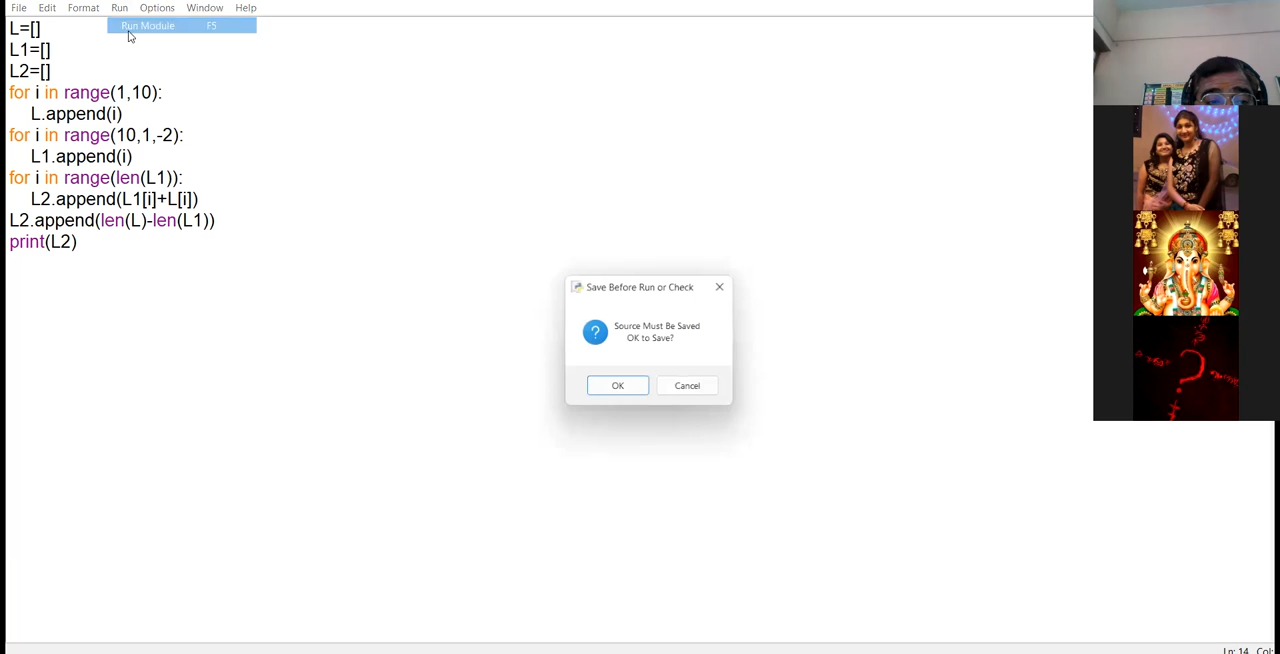 File Edit Format Run Options Window Help
Run Module F5
L=[]
L1=[]
L2=[]
for i in range(1,10):
L.append(i)
for i in range(10,1,-2):
L1.append(i)
for i in range(len(L1)):
L2.append(L1[i]+L[i])
L2.append(len(L)-len(L1))
print(L2)
Save Before Run or Check
?
Source Must Be Saved
OK to Save?
OK Cancel
?
Ln: 14 Col: